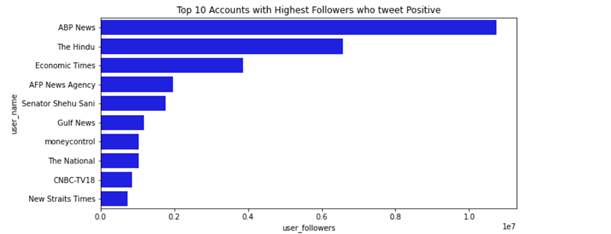 Top 10 Accounts with Highest Followers who tweet Positive
user_name
ABP News
The Hindu
Economic Times
AFP News Agency
Senator Shehu Sani
Gulf News
moneycontrol
The National
CNBC-TV18
New Straits Times
0.0 0.2 0.4 0.6 0.8 1.0
1e7
user_followers